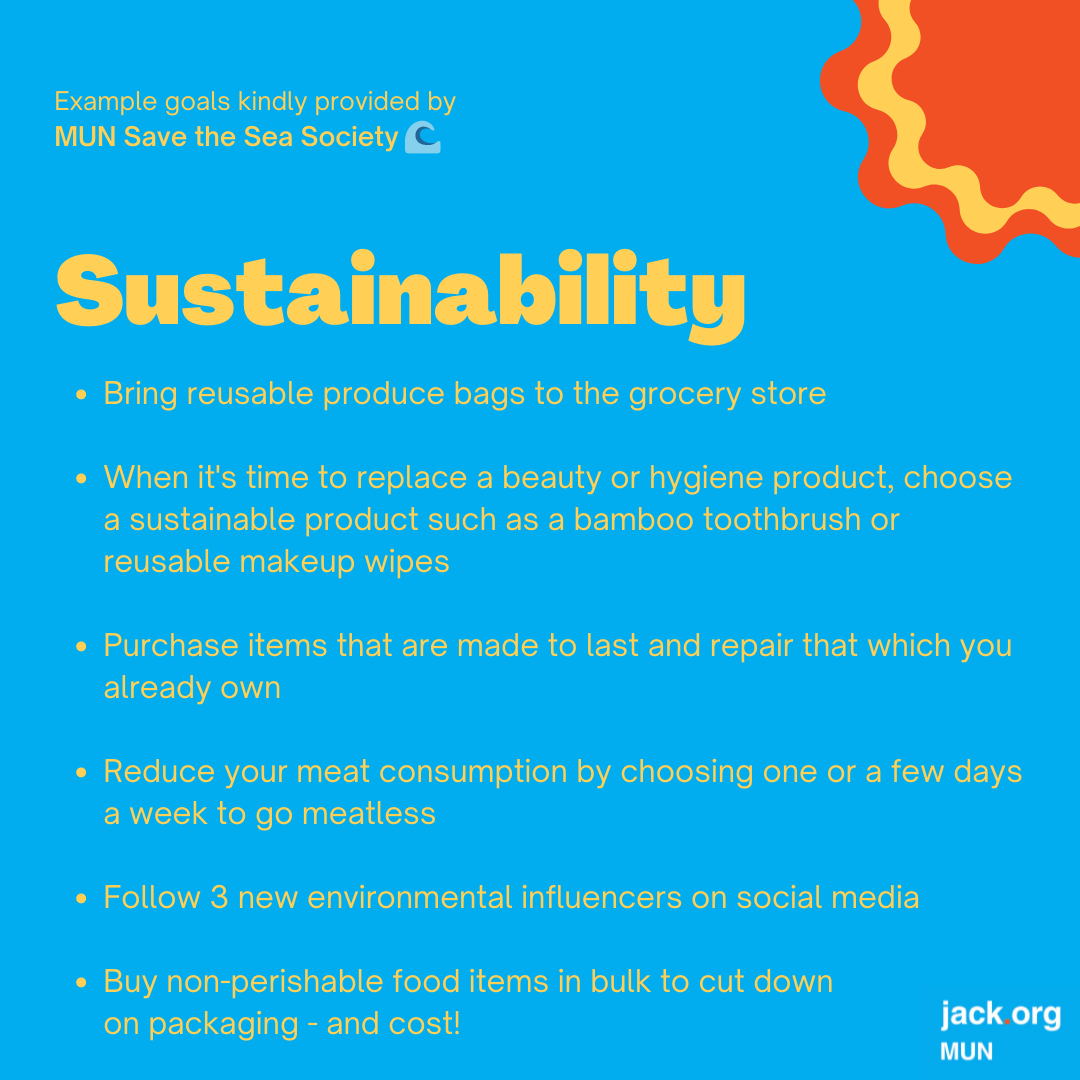 Example goals kindly provided by
MUN Save the Sea Society 🌊
Sustainability
• Bring reusable produce bags to the grocery store
• When it's time to replace a beauty or hygiene product, choose
a sustainable product such as a bamboo toothbrush or
reusable makeup wipes
• Purchase items that are made to last and repair that which you
already own
• Reduce your meat consumption by choosing one or a few days
a week to go meatless
• Follow 3 new environmental influencers on social media
• Buy non-perishable food items in bulk to cut down
on packaging - and cost!
jack.org
MUN